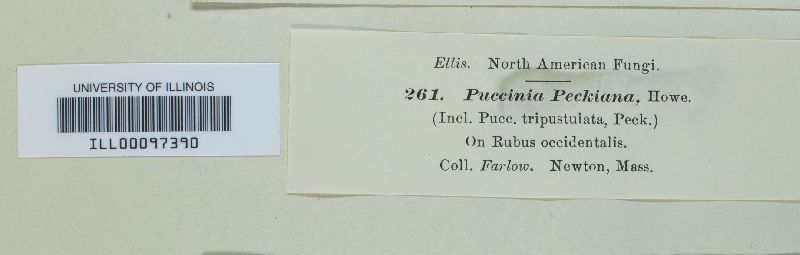 UNIVERSITY OF ILLINOIS
ILL00097390
Ellis. North American Fungi.
261. Puccinia Peckiana, Howe.
(Incl. Pucc. tripustulata, Peck.)
On Rubus occidentalis.
Coll. Farlow. Newton, Mass.